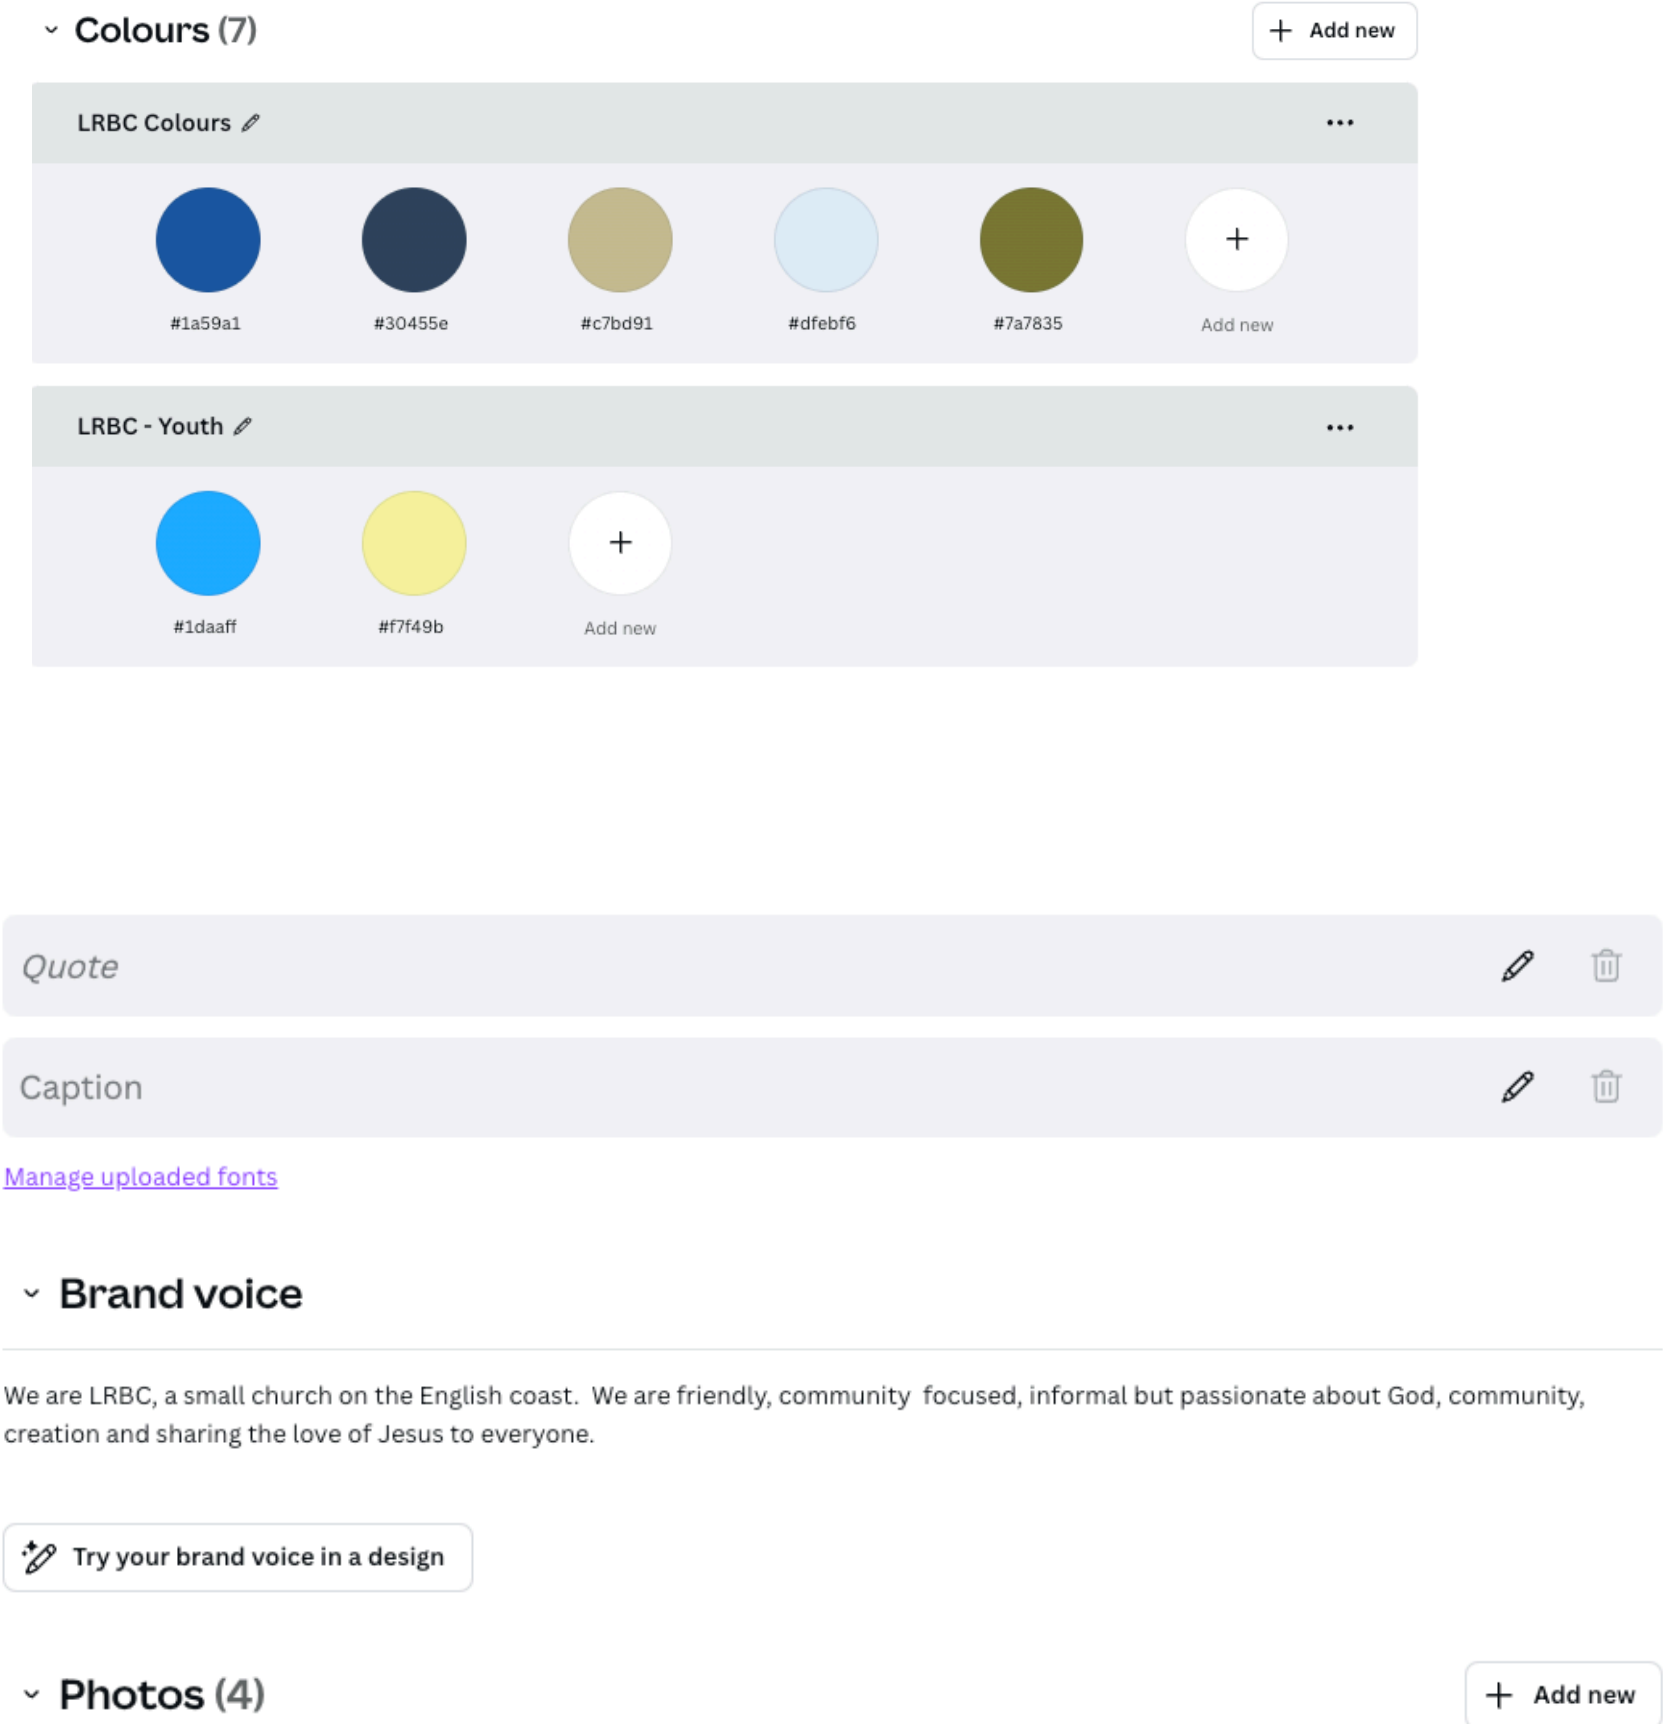 Colours (7)
Add new
LRBC Colours
#1a59a1
#30455e
#c7bd91
#dfebf6
#7a7835
Add new
LRBC - Youth
#1daaff
#f7f49b
Add new
Quote
Caption
Manage uploaded fonts
Brand voice
We are LRBC, a small church on the English coast.  We are friendly, community  focused, informal but passionate about God, community,
creation and sharing the love of Jesus to everyone.
Try your brand voice in a design
Photos (4)
Add new